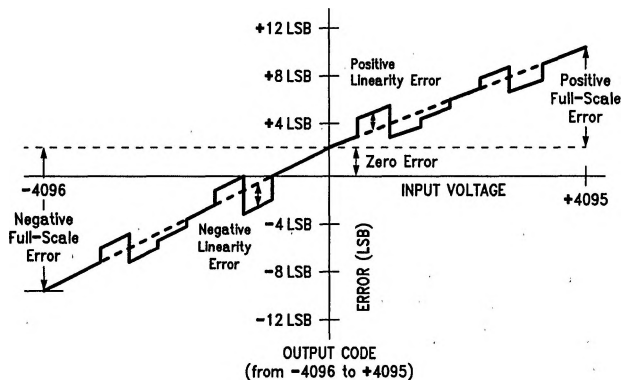 +12 LSB
+8 LSB
+4 LSB
Positive
Linearity Error
Positive
Full-Scale
Error
Zero Error
-4096
INPUT VOLTAGE
+4095
Negative
Full-Scale
Error
Negative
Linearity
Error
-4 LSB
-8 LSB
-12 LSB
ERROR (LSB)
OUTPUT CODE
(from -4096 to +4095)